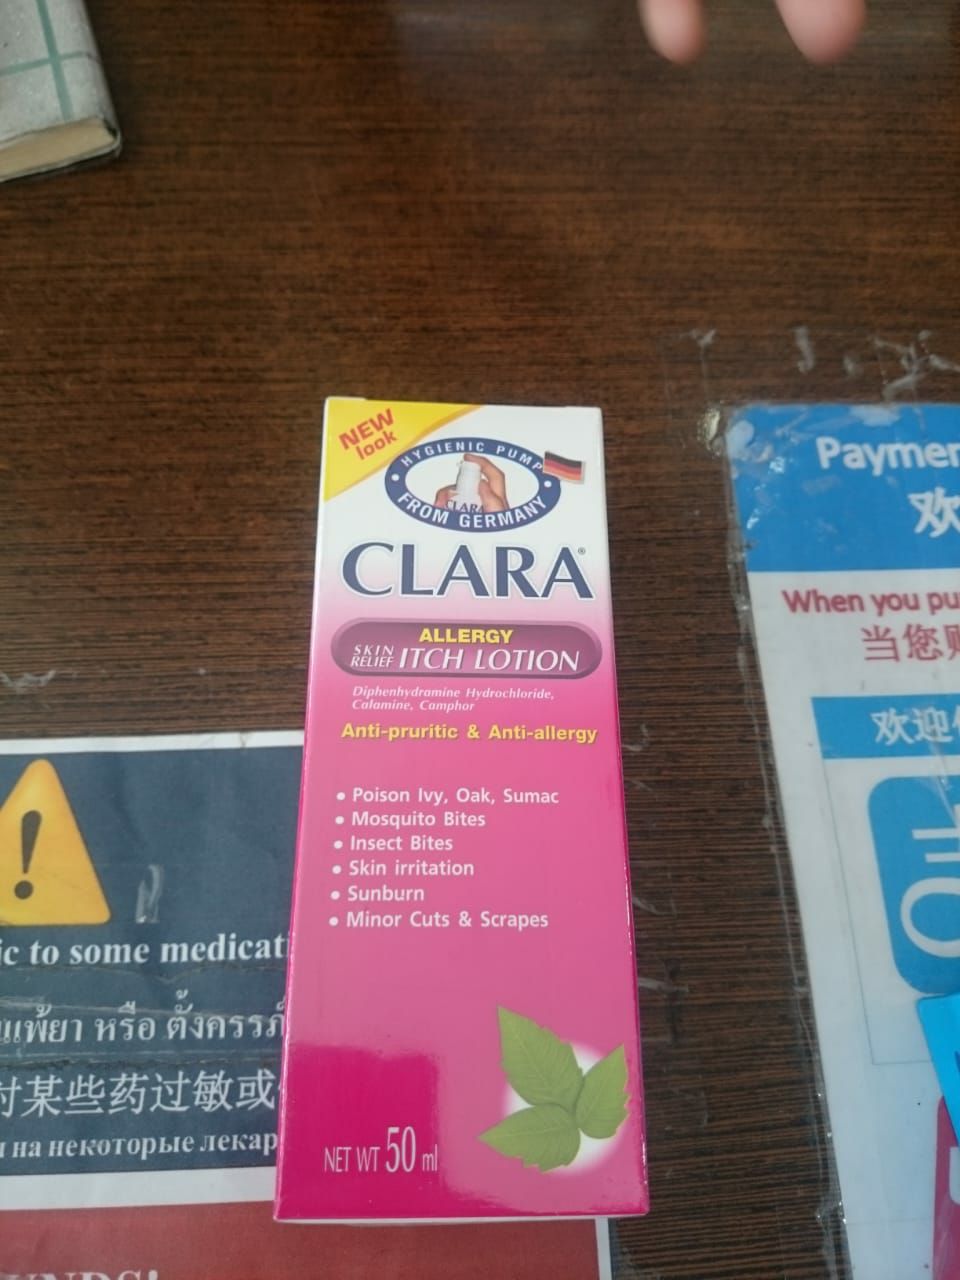 NEW
look
HYGIENIC PUMP
CLARA
FROM GERMANY
CLARA®
ALLERGY
SKIN RELIEF ITCH LOTION
Diphenhydramine Hydrochloride,
Calamine, Camphor
Anti-pruritic & Anti-allergy
• Poison Ivy, Oak, Sumac
• Mosquito Bites
• Insect Bites
• Skin irritation
• Sunburn
• Minor Cuts & Scrapes
NET WT 50 ml
ic to some medicati
แพ้ยา หรือ ตั้งครรภ์
对某些药过敏或
на некоторые лекар
UNDS!
Paymen
欢
When you pu
当您
欢迎